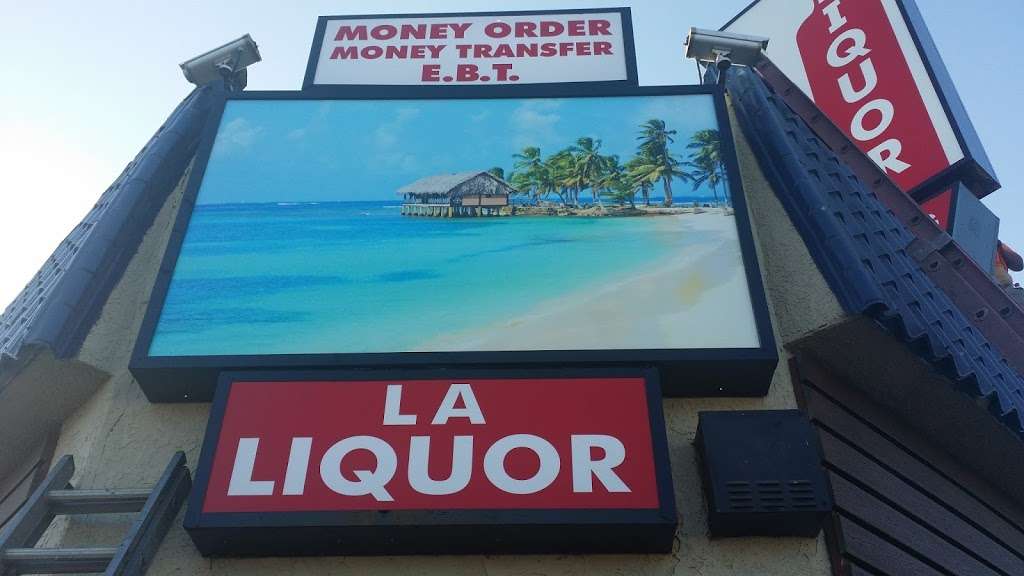 MONEY ORDER
MONEY TRANSFER
E.B.T.
LIQUOR
LA
LIQUOR